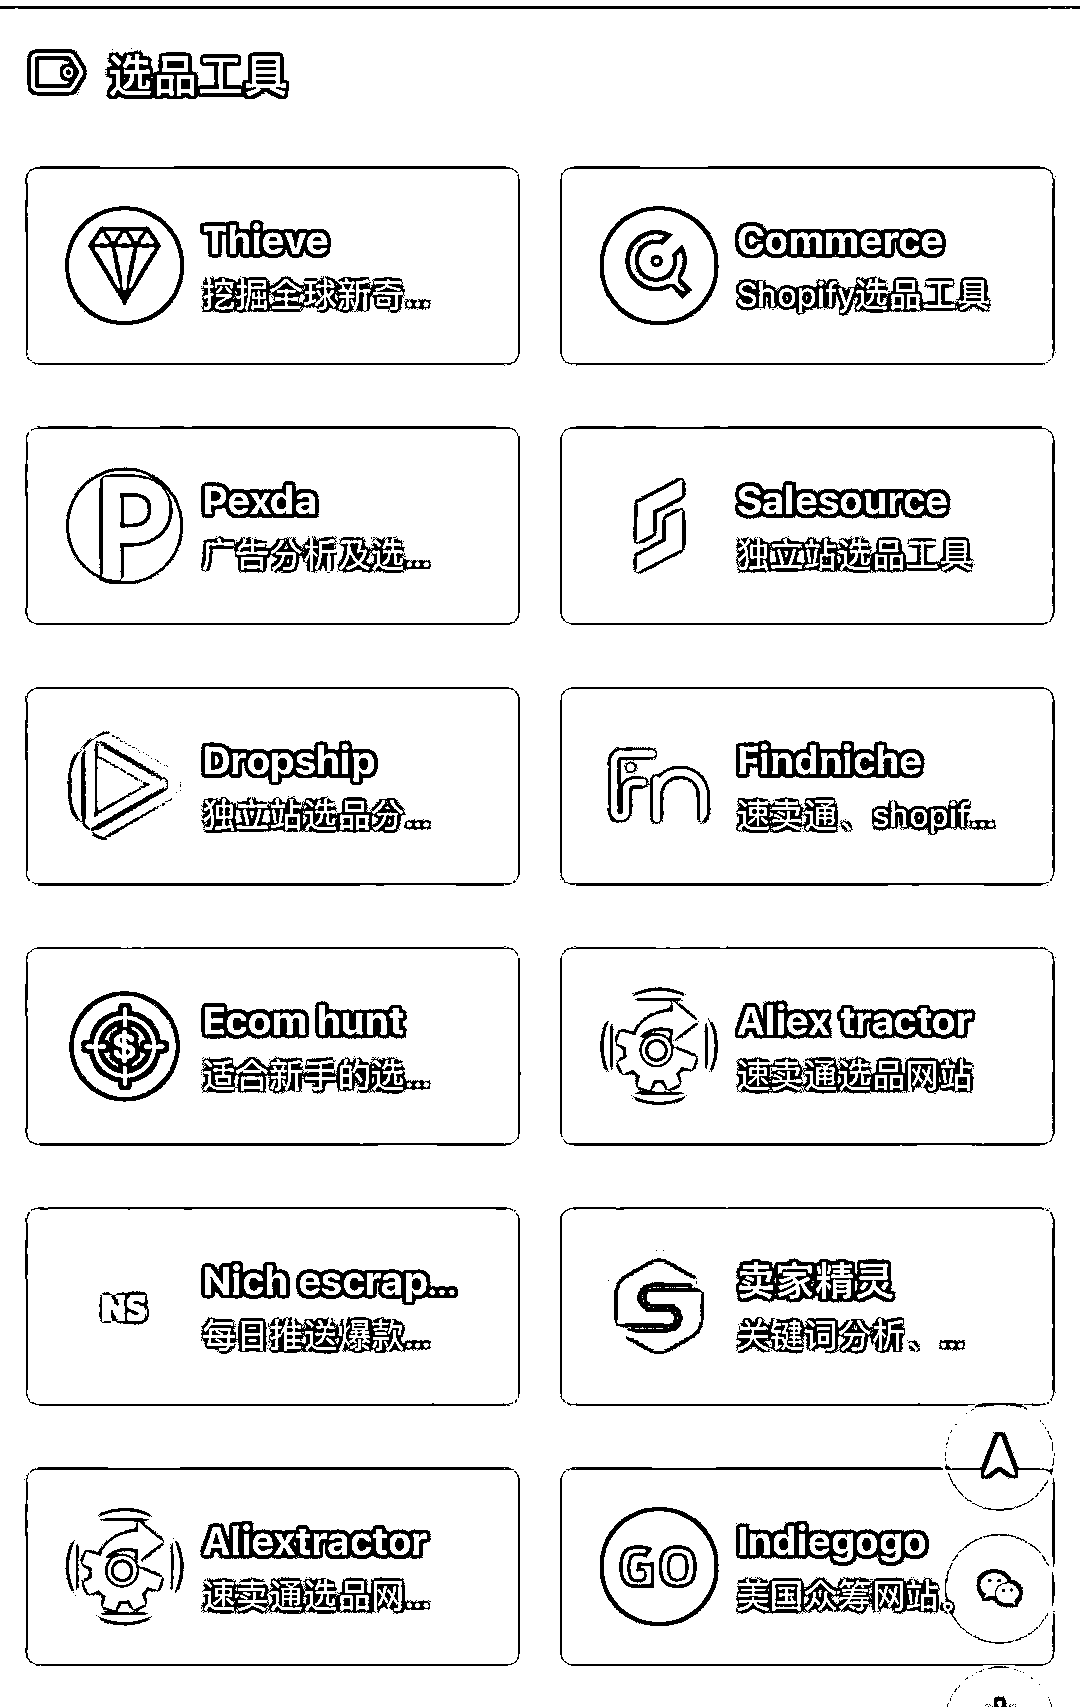 选品工具
Thieve
挖掘全球新奇...
Commerce
Shopify选品工具
Pexda
广告分析及选...
Salesource
独立站选品工具
Dropship
独立站选品分...
Fn
Findniche
速卖通、shopif...
Ecom hunt
适合新手的选...
Aliex tractor
速卖通选品网站
NS
Nich escrap...
每日推送爆款...
卖家精灵
关键词分析、...
Aliextractor
速卖通选品网...
GO
Indiegogo
美国众筹网站。